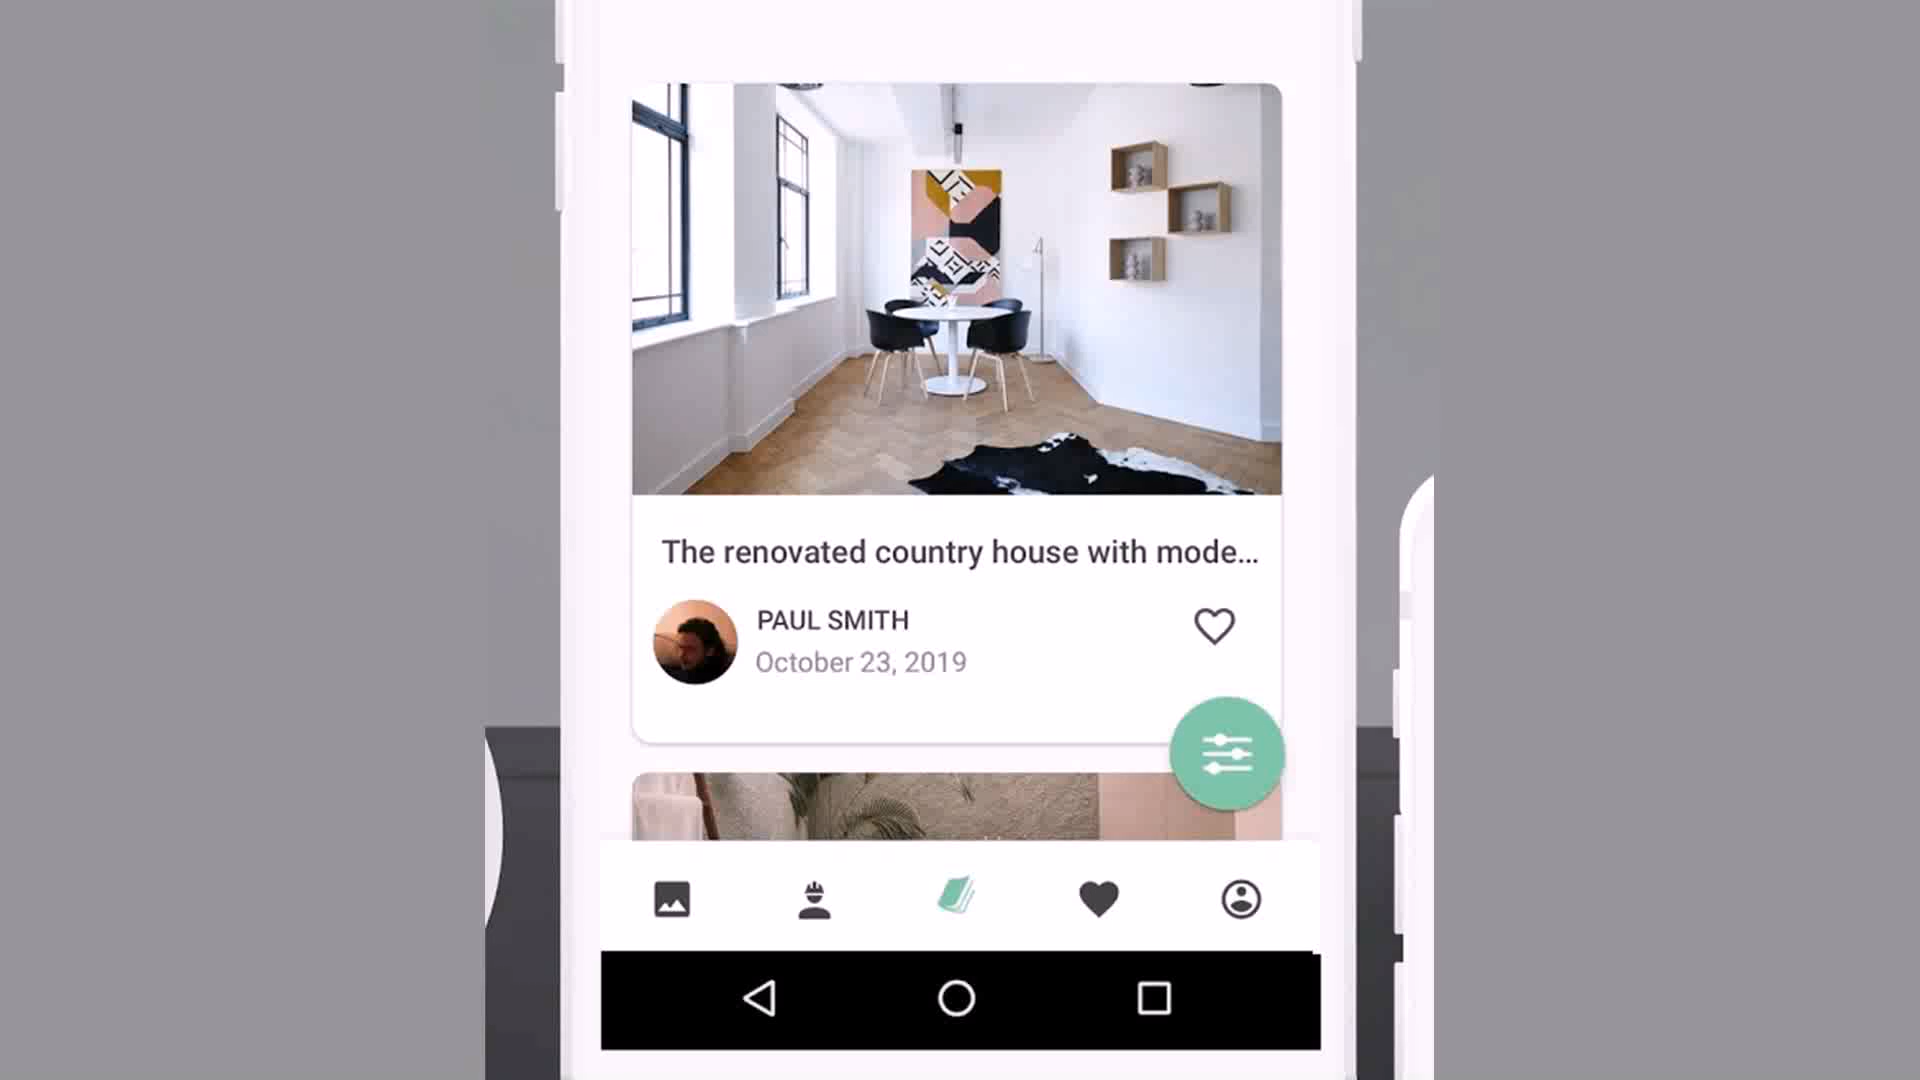 The renovated country house with mode...
PAUL SMITH
October 23, 2019